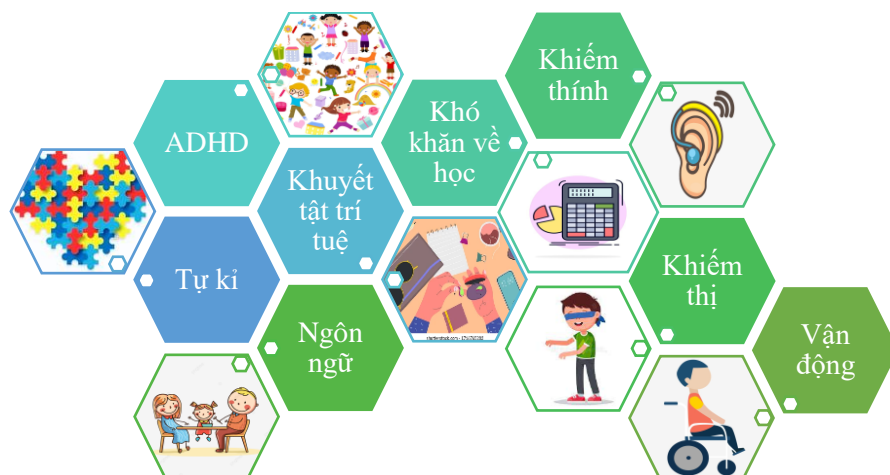 ADHD
Tự kỉ
Khuyết
tật trí
tuệ
Ngôn
ngữ
Khó
khăn về
học
Khiếm
thính
Khiếm
thị
Vận
động